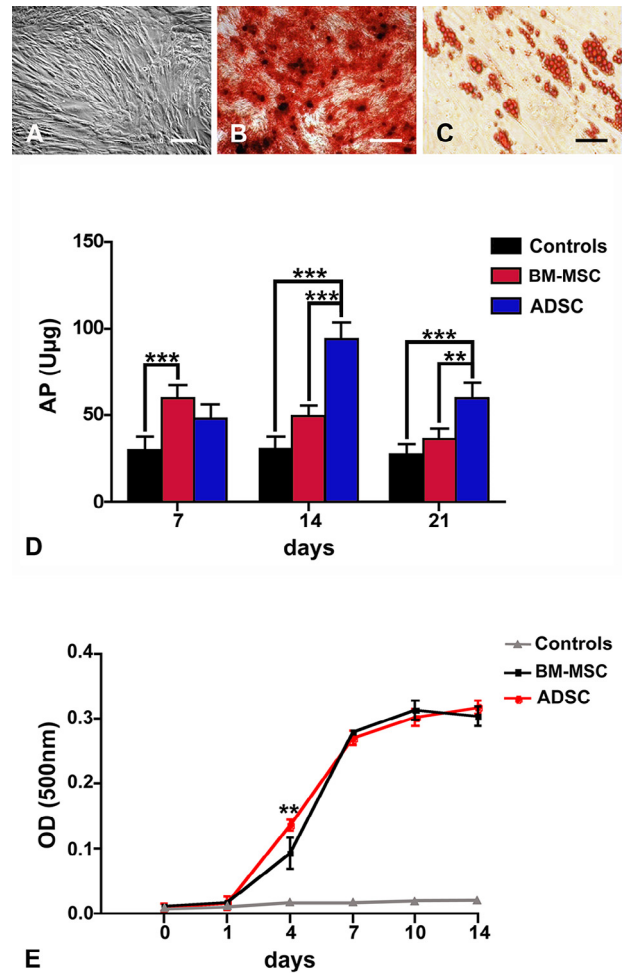 A
B
C
150
100
50
0
AP (Uµg)
Controls
BM-MSC
ADSC
***
***
***
***
**
7
14
21
days
D
0.4
0.3
0.2
0.1
0.0
OD (500nm)
Controls
BM-MSC
ADSC
**
0
1
4
7
10
14
days
E